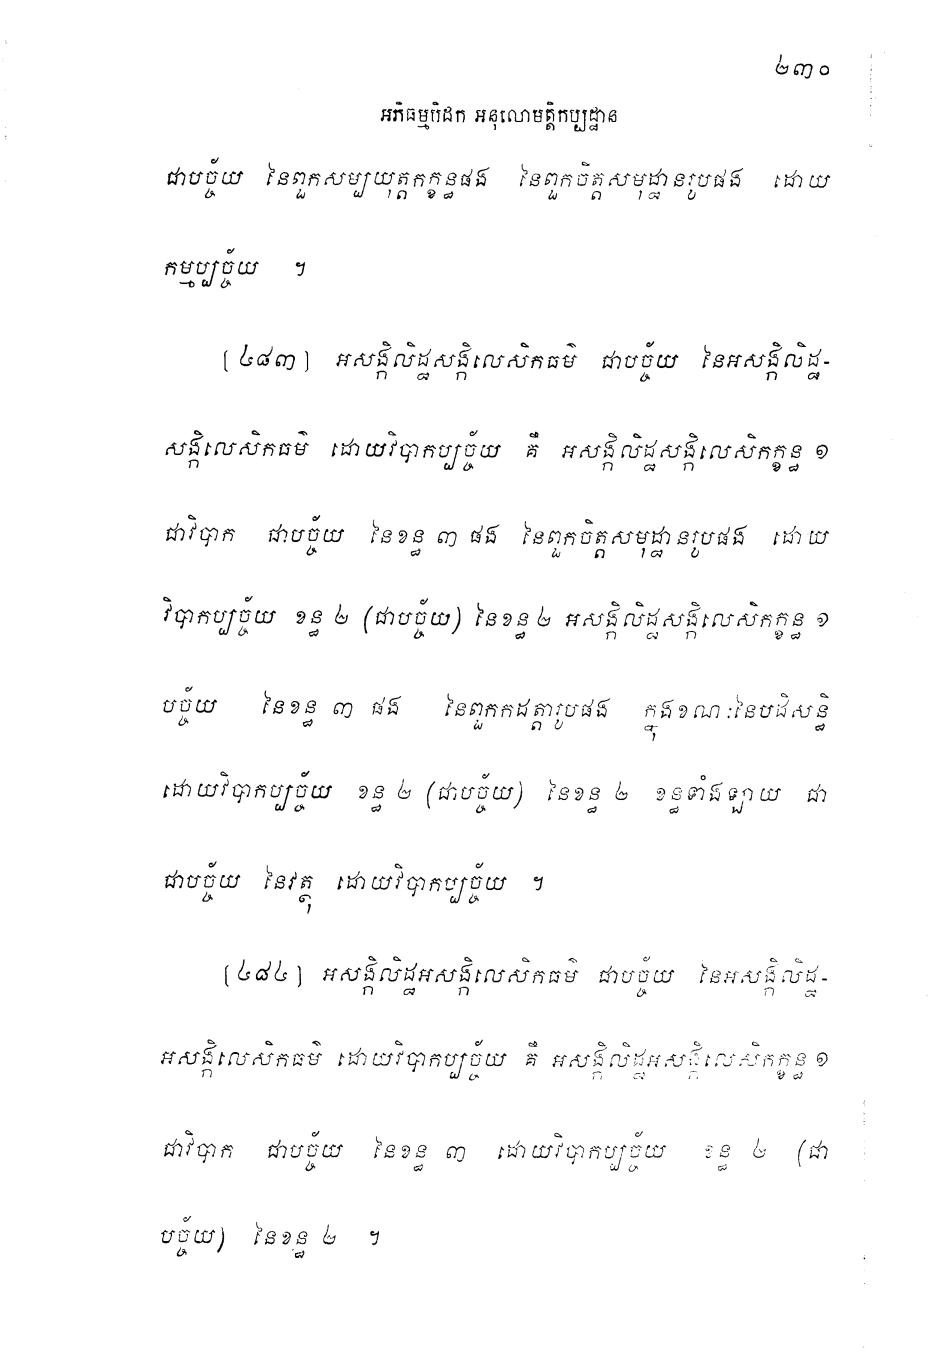 ២៣០
អភិធម្មបិដក អនុលោមត្តិកប្បដ្ឋាន
ជាបច្ច័យ នៃពួកសម្បយុត្តកក្ខន្ធផង នៃពួកចិត្តសមុដ្ឋានរូបផង ដោយ
កម្មប្បច្ច័យ ។
[៤៨៣] អសង្កិលិដ្ឋសង្កិលេសិកធម៌ ជាបច្ច័យ នៃអសង្កិលិដ្ឋ-
សង្កិលេសិកធម៌ ដោយវិបាកប្បច្ច័យ គឺ អសង្កិលិដ្ឋសង្កិលេសិកក្ខន្ធ ១
ជាវិបាក ជាបច្ច័យ នៃខន្ធ ៣ ផង នៃពួកចិត្តសមុដ្ឋានរូបផង ដោយ
វិបាកប្បច្ច័យ ខន្ធ ២ (ជាបច្ច័យ) នៃខន្ធ ២ អសង្កិលិដ្ឋសង្កិលេសិកក្ខន្ធ ១
បច្ច័យ នៃខន្ធ ៣ ផង នៃពួកកដត្តារូបផង ក្នុងខណៈនៃបដិសន្ធិ
ដោយវិបាកប្បច្ច័យ ខន្ធ ២ (ជាបច្ច័យ) នៃខន្ធ ២ ខន្ធទាំងឡាយ ជា
ជាបច្ច័យ នៃវត្ថុ ដោយវិបាកប្បច្ច័យ ។
[៤៨៤] អសង្កិលិដ្ឋអសង្កិលេសិកធម៌ ជាបច្ច័យ នៃអសង្កិលិដ្ឋ-
អសង្កិលេសិកធម៌ ដោយវិបាកប្បច្ច័យ គឺ អសង្កិលិដ្ឋអសង្កិលេសិកក្ខន្ធ ១
ជាវិបាក ជាបច្ច័យ នៃខន្ធ ៣ ដោយវិបាកប្បច្ច័យ ខន្ធ ២ (ជា
បច្ច័យ) នៃខន្ធ ២ ។